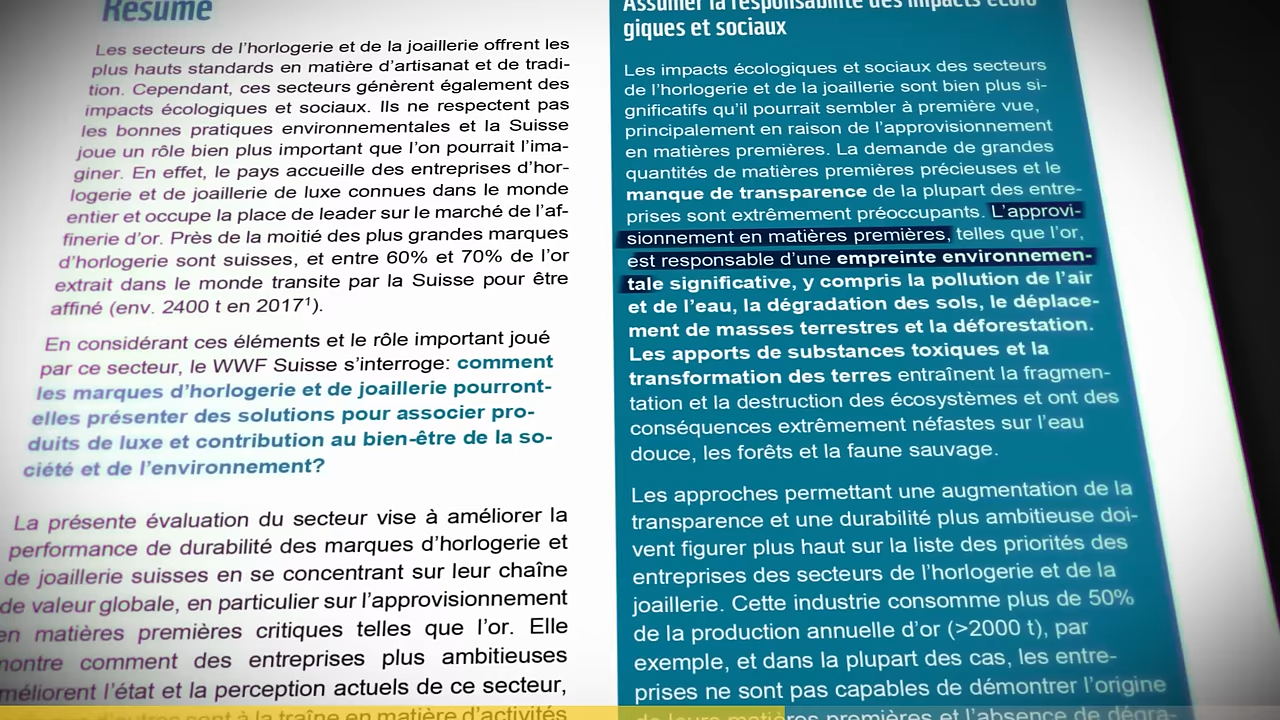 Résumé
Les secteurs de l’horlogerie et de la joaillerie offrent les
plus hauts standards en matière d’artisanat et de tradi-
tion. Cependant, ces secteurs génèrent également des
impacts écologiques et sociaux. Ils ne respectent pas
les bonnes pratiques environnementales et la Suisse
joue un rôle bien plus important que l’on pourrait l’ima-
giner. En effet, le pays accueille des entreprises d’hor-
logerie et de joaillerie de luxe connues dans le monde
entier et occupe la place de leader sur le marché de l’af-
finerie d’or. Près de la moitié des plus grandes marques
d’horlogerie sont suisses, et entre 60% et 70% de l’or
extrait dans le monde transite par la Suisse pour être
affiné (env. 2400 t en 2017¹).
En considérant ces éléments et le rôle important joué
par ce secteur, le WWF Suisse s’interroge: comment
les marques d’horlogerie et de joaillerie pourront-
elles présenter des solutions pour associer pro-
duits de luxe et contribution au bien-être de la so-
ciété et de l’environnement?
La présente évaluation du secteur vise à améliorer la
performance de durabilité des marques d’horlogerie et
de joaillerie suisses en se concentrant sur leur chaîne
de valeur globale, en particulier sur l’approvisionnement
en matières premières critiques telles que l’or. Elle
montre comment des entreprises plus ambitieuses
améliorent l’état et la perception actuels de ce secteur,
d’autres sont à la traîne en matière d’activités
Assumer la responsabilité des impacts écolo
giques et sociaux
Les impacts écologiques et sociaux des secteurs
de l’horlogerie et de la joaillerie sont bien plus si-
gnificatifs qu’il pourrait sembler à première vue,
principalement en raison de l’approvisionnement
en matières premières. La demande de grandes
quantités de matières premières précieuses et le
manque de transparence de la plupart des entre-
prises sont extrêmement préoccupants. L’approvi-
sionnement en matières premières, telles que l’or,
est responsable d’une empreinte environnemen-
tale significative, y compris la pollution de l’air
et de l’eau, la dégradation des sols, le déplace-
ment de masses terrestres et la déforestation.
Les apports de substances toxiques et la
transformation des terres entraînent la fragmen-
tation et la destruction des écosystèmes et ont des
conséquences extrêmement néfastes sur l’eau
douce, les forêts et la faune sauvage.
Les approches permettant une augmentation de la
transparence et une durabilité plus ambitieuse doi-
vent figurer plus haut sur la liste des priorités des
entreprises des secteurs de l’horlogerie et de la
joaillerie. Cette industrie consomme plus de 50%
de la production annuelle d’or (>2000 t), par
exemple, et dans la plupart des cas, les entre-
prises ne sont pas capables de démontrer l’origine
de leurs matières premières et l’absence de dégra-